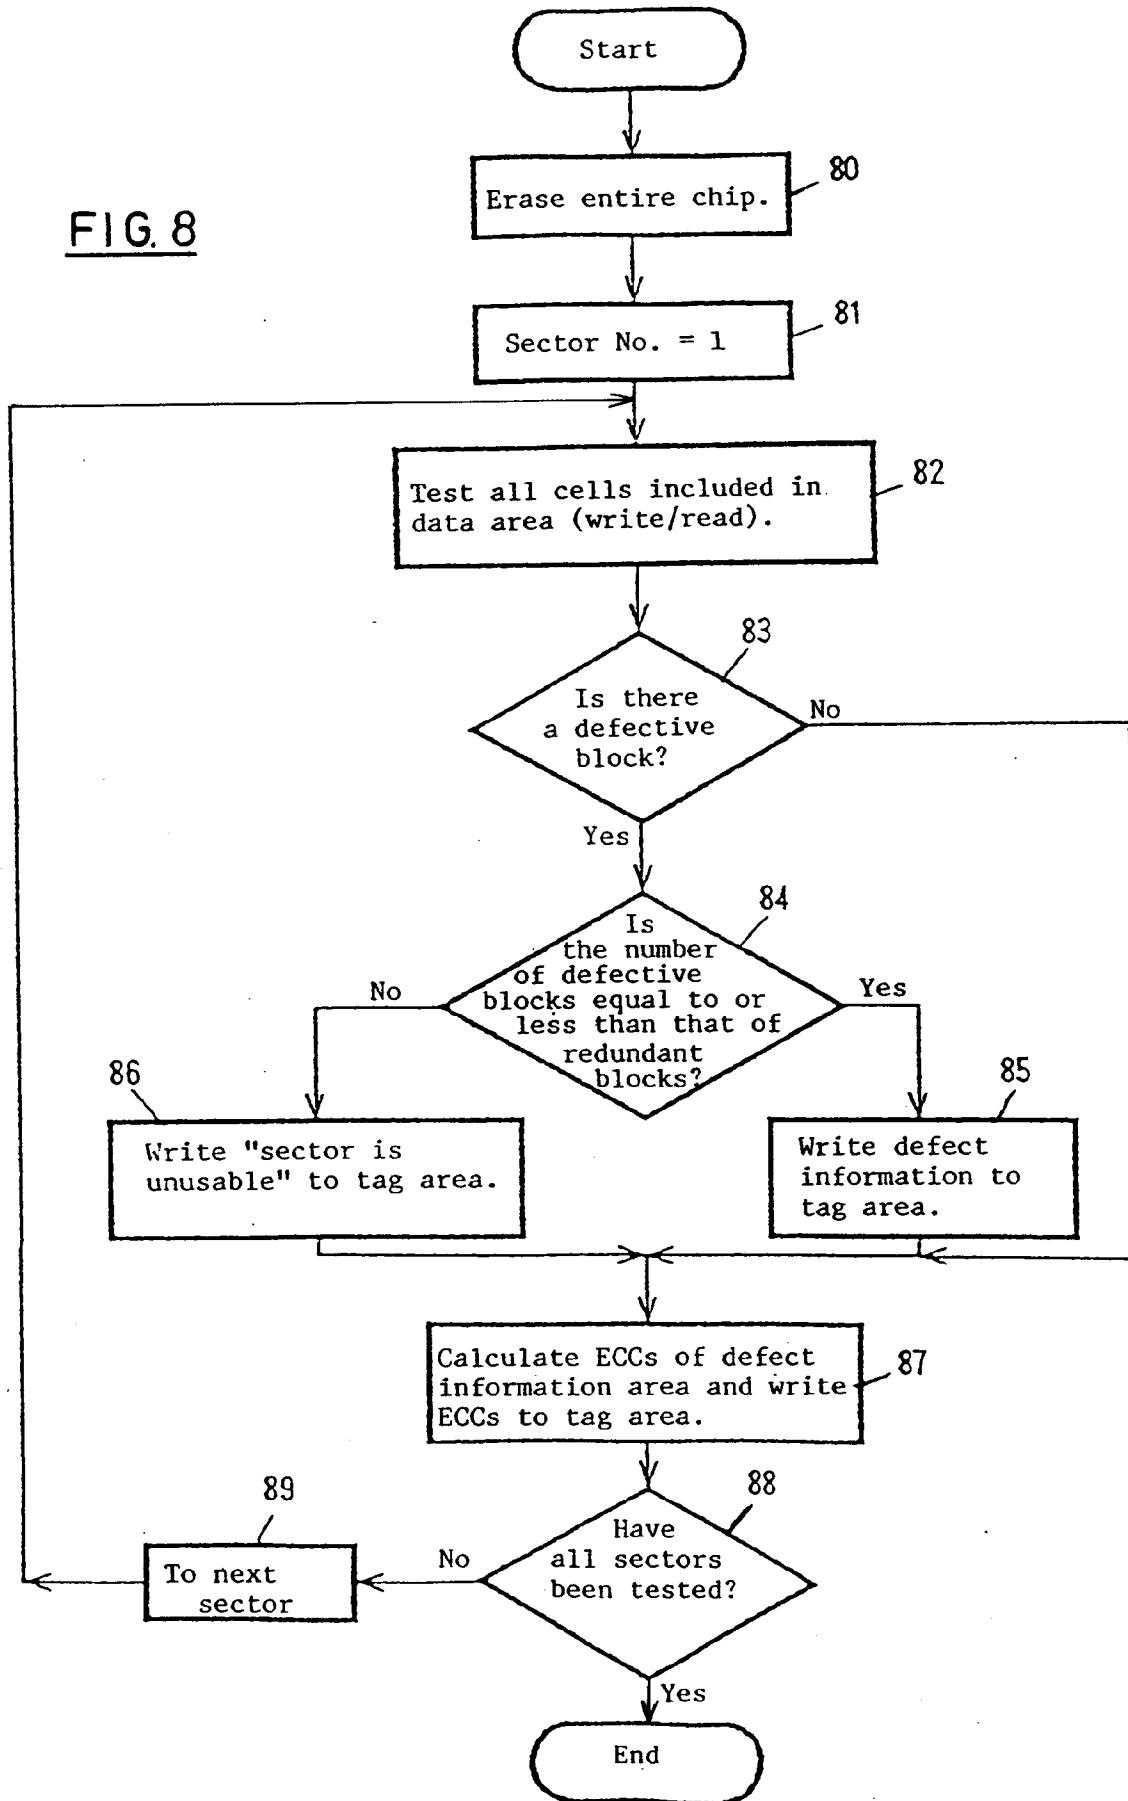 Start
80
Erase entire chip.
FIG. 8
81
Sector No. = 1
82
Test all cells included in
data area (write/read).
83
Is there
a defective
block?
No
Yes
84
Is
the number
of defective
blocks equal to or
less than that of
redundant
blocks?
No
Yes
86
85
Write "sector is
unusable" to tag area.
Write defect
information to
tag area.
Calculate ECCs of defect
information area and write
ECCs to tag area.
87
88
89
Have
all sectors
been tested?
No
To next
sector
Yes
End